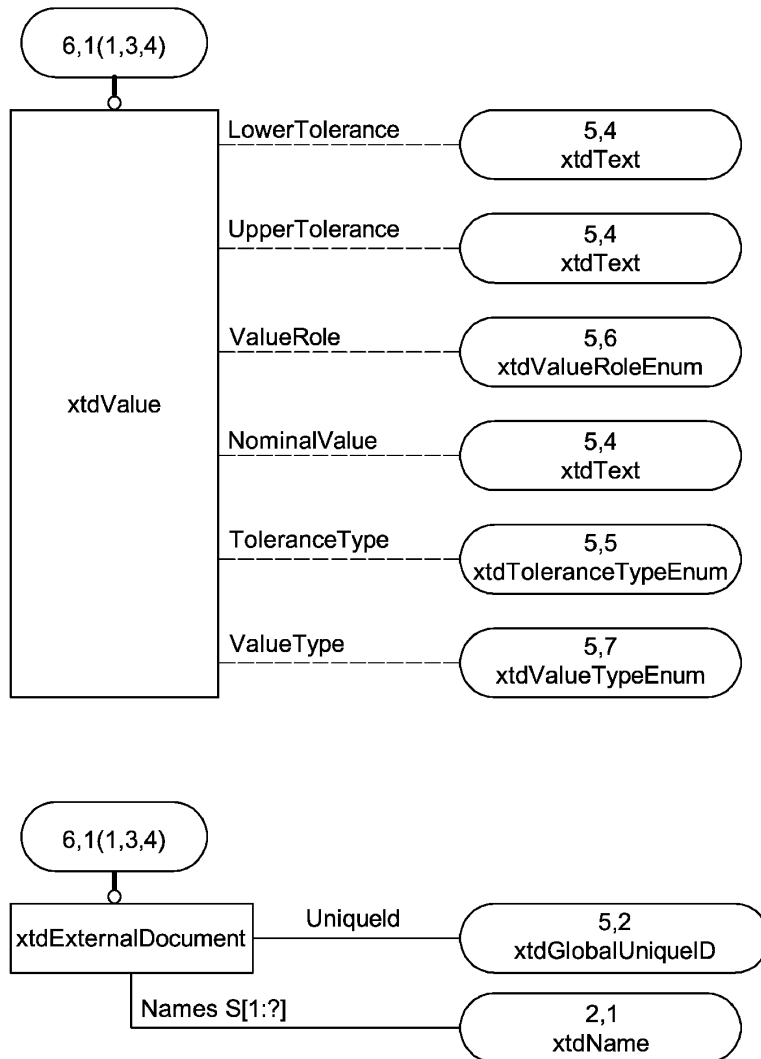 6,1(1,3,4)
LowerTolerance
5,4
xtdText
UpperTolerance
5,4
xtdText
ValueRole
5,6
xtdValueRoleEnum
xtdValue
NominalValue
5,4
xtdText
ToleranceType
5,5
xtdToleranceTypeEnum
ValueType
5,7
xtdValueTypeEnum
6,1(1,3,4)
xtdExternalDocument
UniqueId
5,2
xtdGlobalUniqueID
Names S[1:?]
2,1
xtdName